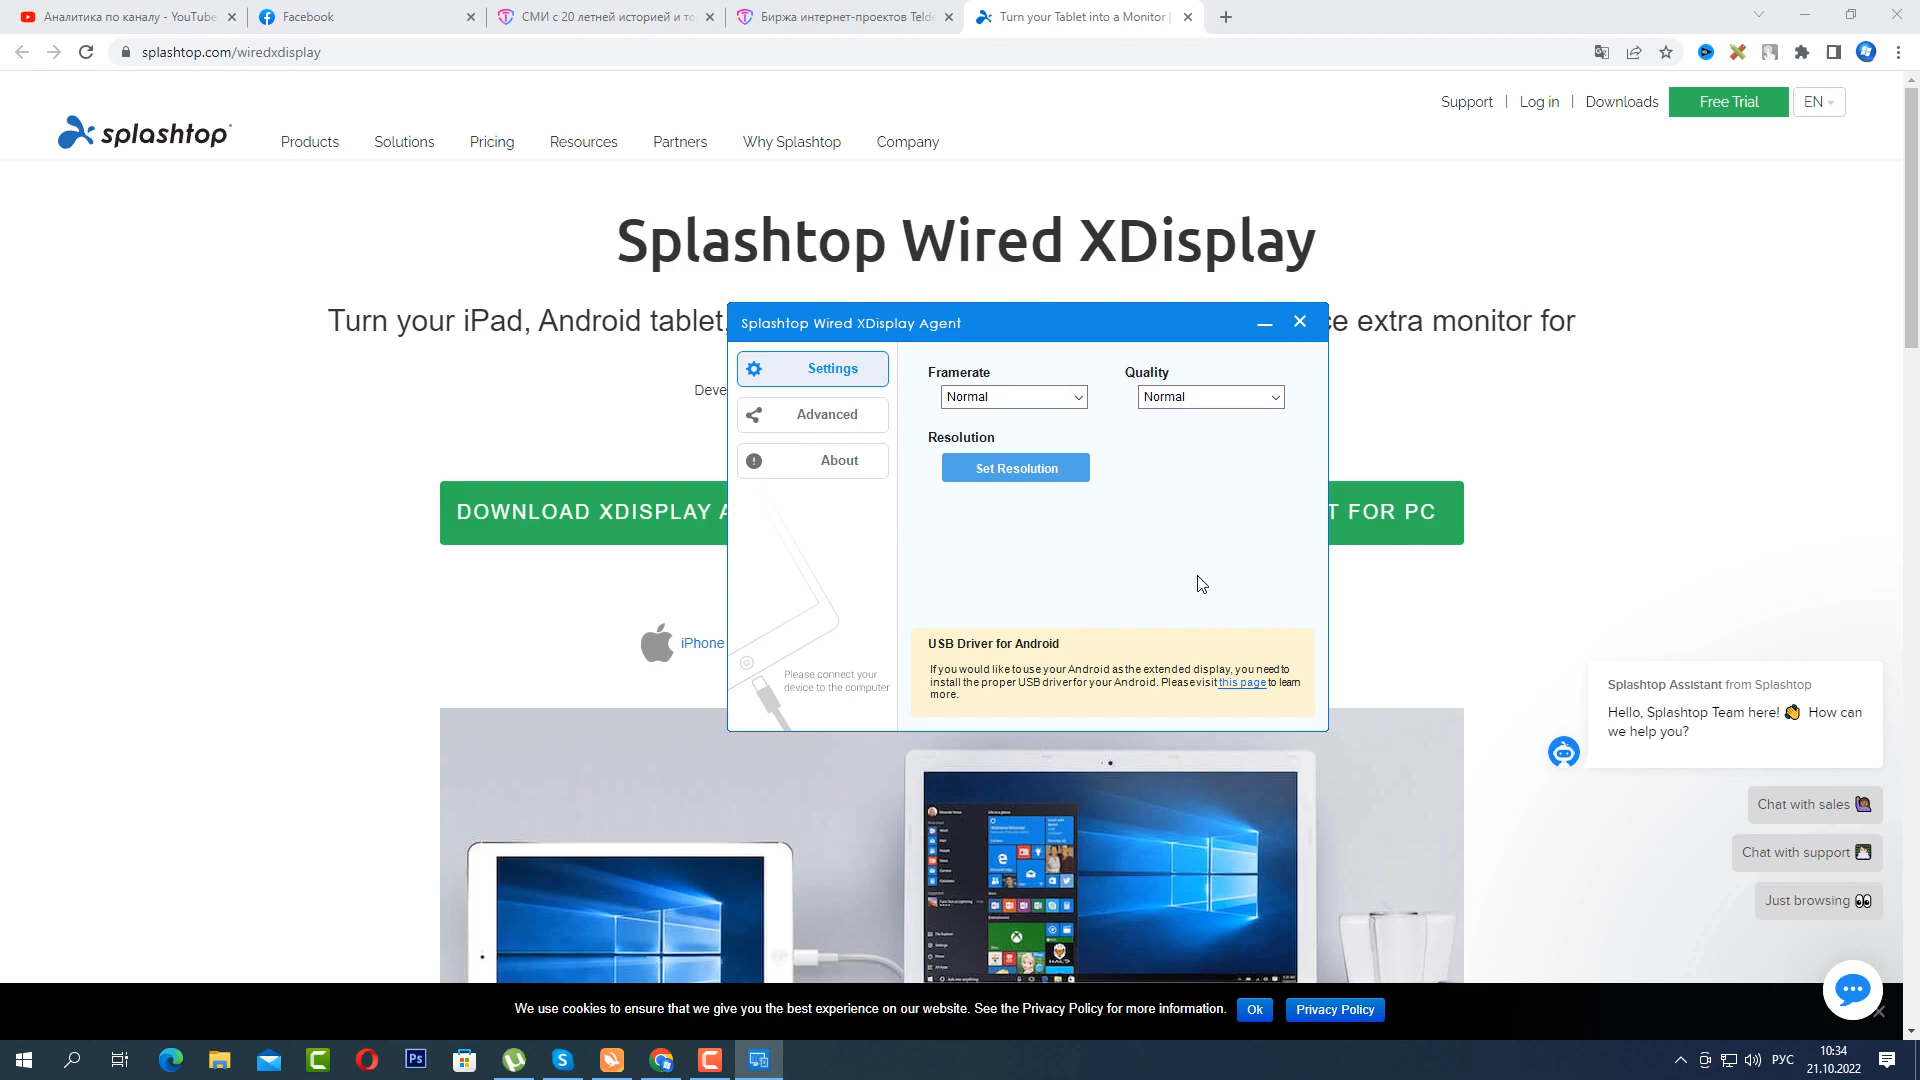 Аналитика по каналу - YouTube
Facebook
СМИ с 20 летней историей и то
Биржа интернет-проектов Telde
Turn your Tablet into a Monitor |
splashtop.com/wiredxdisplay
Support | Log in | Downloads
Free Trial
EN
splashtop
Products
Solutions
Pricing
Resources
Partners
Why Splashtop
Company
Splashtop Wired XDisplay
Turn your iPad, Android tablet,
ce extra monitor for
Deve
DOWNLOAD XDISPLAY A
T FOR PC
iPhone
Splashtop Wired XDisplay Agent
Settings
Advanced
About
Framerate
Normal
Quality
Normal
Resolution
Set Resolution
Please connect your
device to the computer
USB Driver for Android
If you would like to use your Android as the extended display, you need to
install the proper USB driver for your Android. Please visit this page to learn
more.
Splashtop Assistant from Splashtop
Hello, Splashtop Team here! 👏 How can
we help you?
Chat with sales
Chat with support
Just browsing 👀
We use cookies to ensure that we give you the best experience on our website. See the Privacy Policy for more information.
Ok
Privacy Policy
Ps
РУС
10:34
21.10.2022